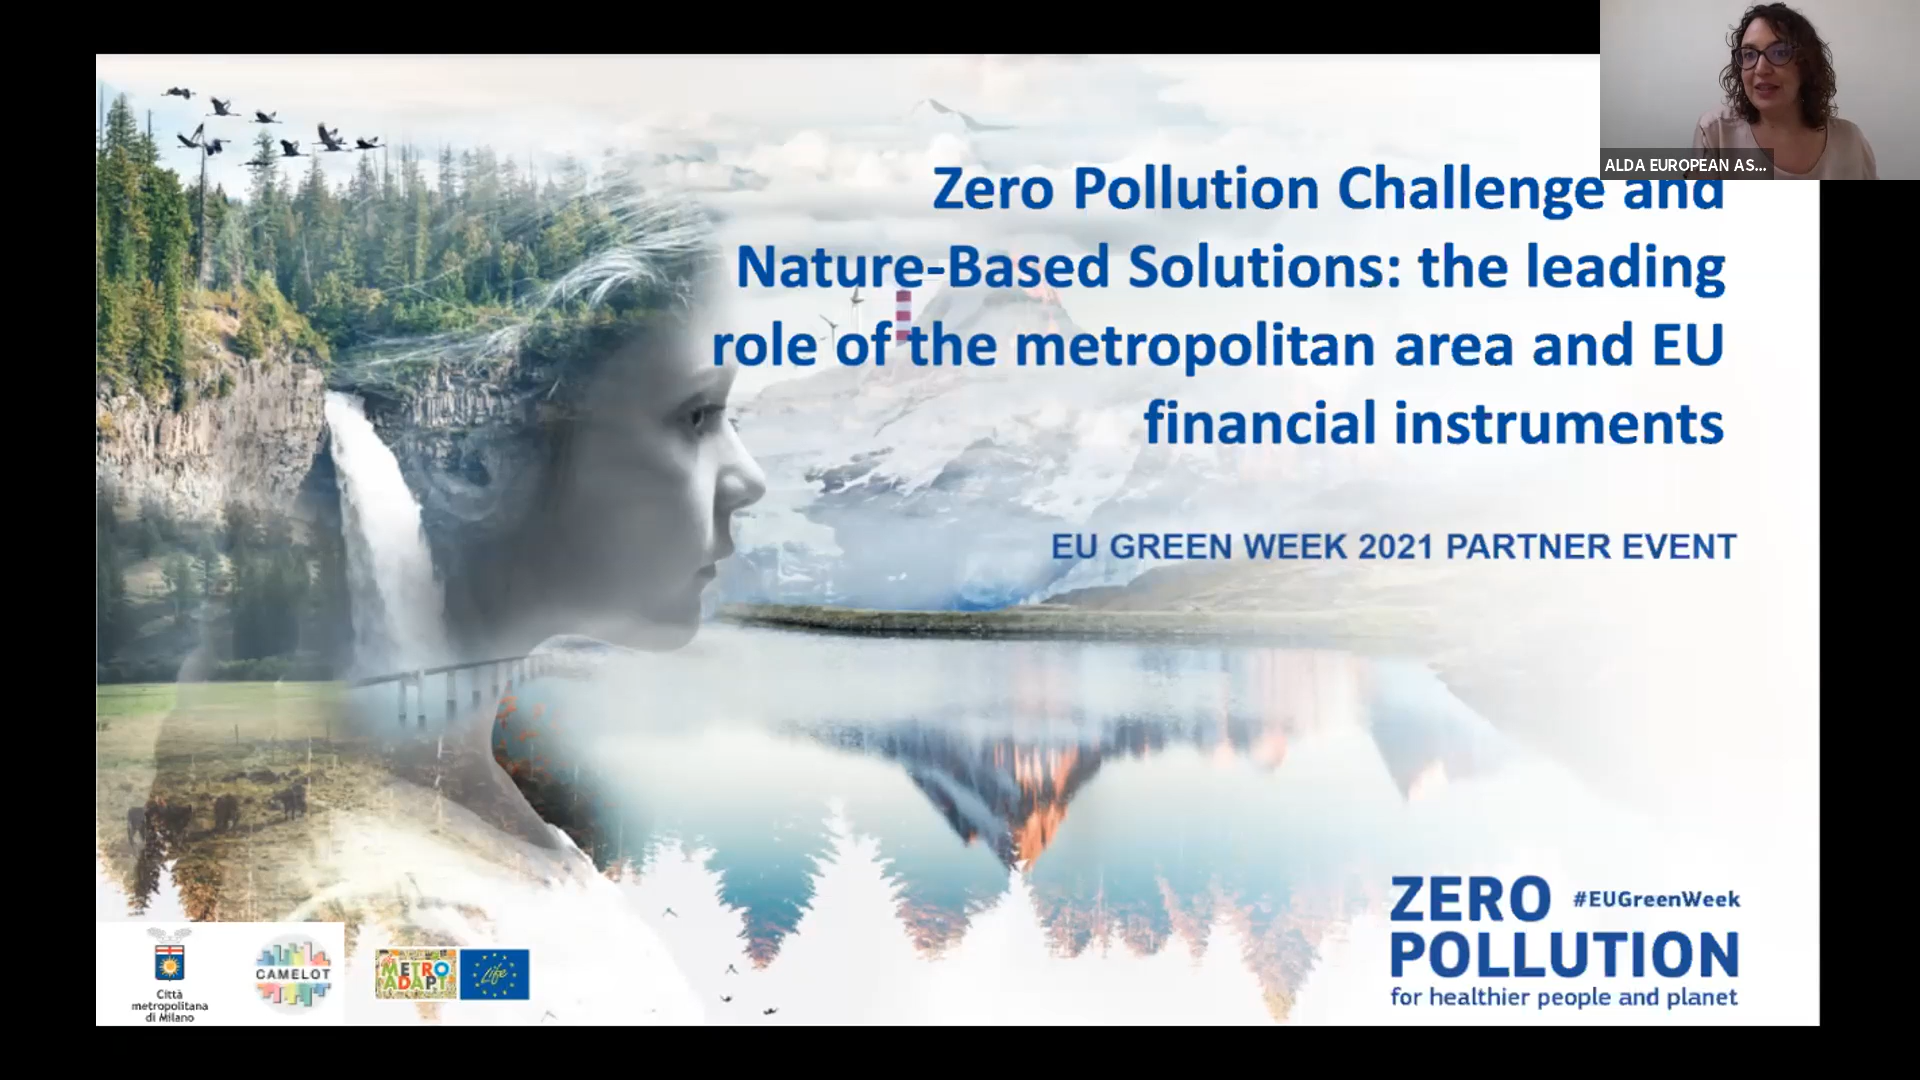 ALDA EUROPEAN AS...
Zero Pollution Challenge and
Nature-Based Solutions: the leading
role of the metropolitan area and EU
financial instruments
EU GREEN WEEK 2021 PARTNER EVENT
ZERO #EUGreenWeek
POLLUTION
for healthier people and planet
Città
metropolitana
di Milano
CAMELOT
METRO
ADAPT
Life